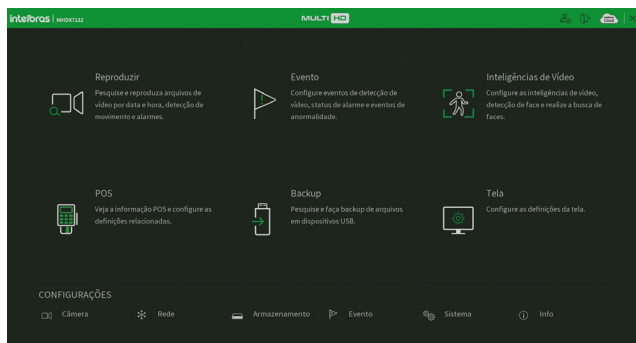 intelbras | MHDX7132
MULTI HD
Reproduzir
Pesquise e reproduza arquivos de
vídeo por data e hora, detecção de
movimento e alarmes.
Evento
Configure eventos de detecção de
vídeo, status de alarme e eventos de
anormalidade.
Inteligências de Vídeo
Configure as inteligências de vídeo,
detecção de face e realize a busca de
faces.
POS
Veja a informação POS e configure as
definições relacionadas.
Backup
Pesquise e faça backup de arquivos
em dispositivos USB.
Tela
Configure as definições da tela.
CONFIGURAÇÕES
Câmera
Rede
Armazenamento
Evento
Sistema
Info